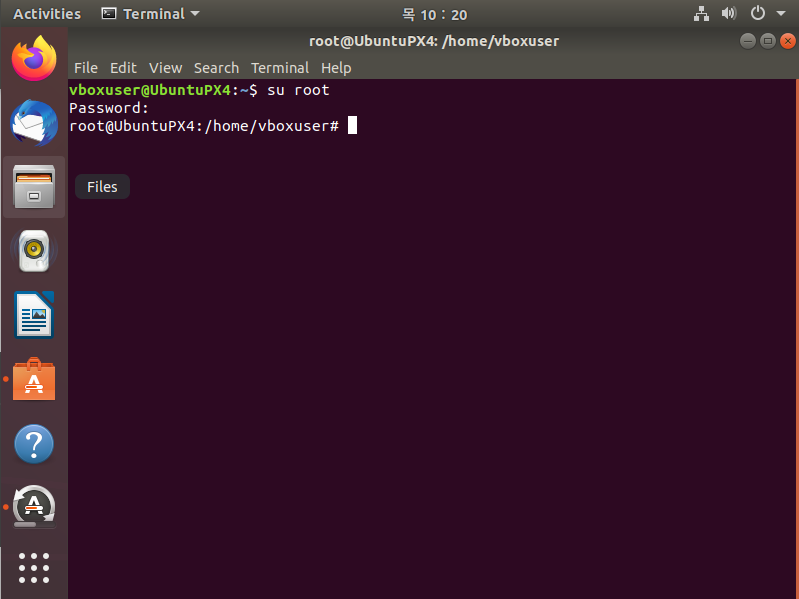 Activities Terminal 목 10 : 20
root@UbuntuPX4: /home/vboxuser
File Edit View Search Terminal Help
vboxuser@UbuntuPX4:~$ su root
Password:
root@UbuntuPX4:/home/vboxuser#
Files